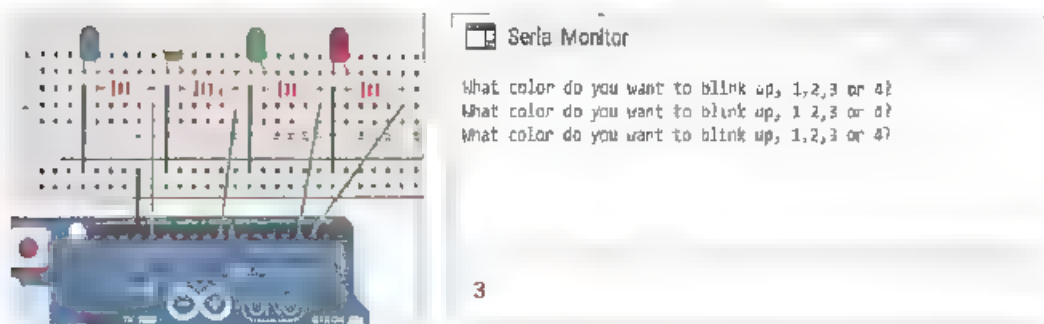 Seria Monitor
What color do you want to blink up, 1,2,3 or 4?
What color do you want to blink up, 1 2,3 or 4?
What color do you want to blink up, 1,2,3 or 4?
3